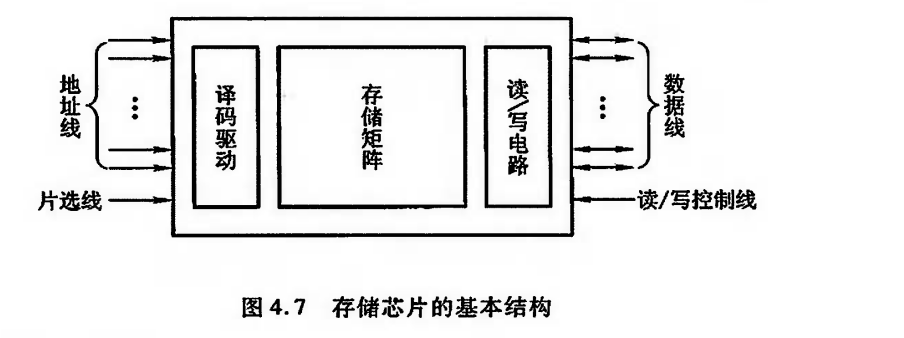 地址线
…
译码驱动
存储矩阵
读/写电路
…
数据线
片选线
读/写控制线
图 4.7 存储芯片的基本结构